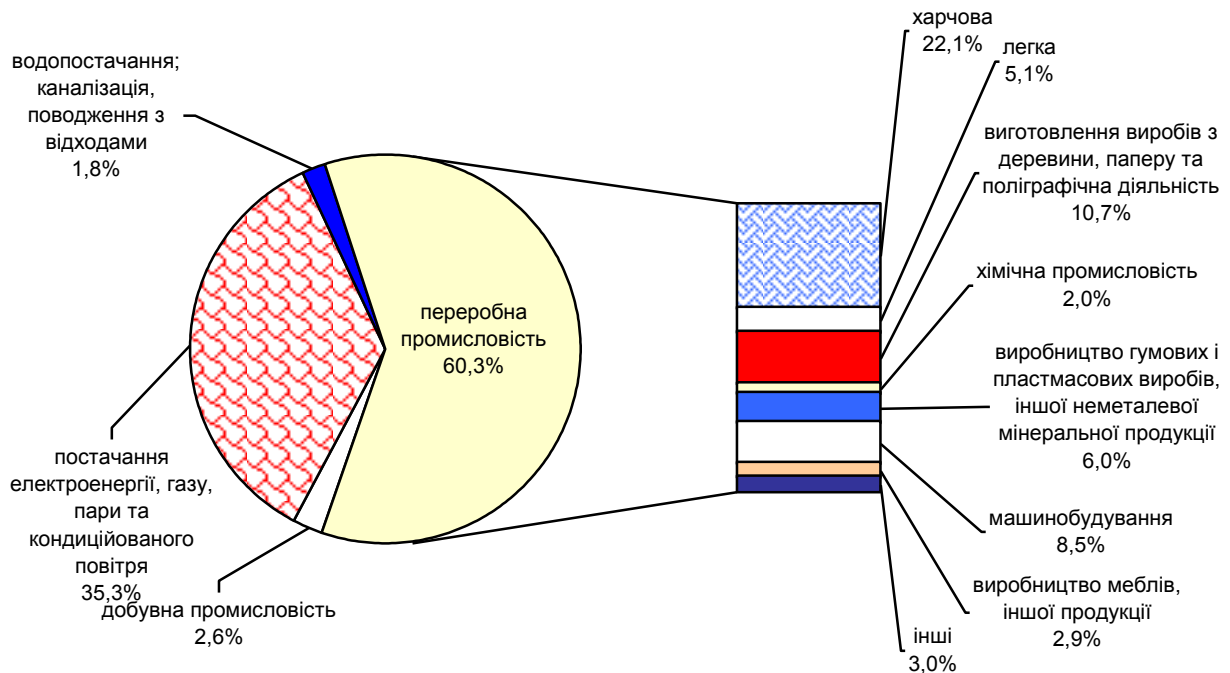 водопостачання;
каналізація,
поводження з
відходами
1,8%
переробна
промисловість
60,3%
постачання
електроенергії, газу,
пари та
кондиційованого
повітря
35,3%
добувна промисловість
2,6%
харчова
22,1%
легка
5,1%
виготовлення виробів з
деревини, паперу та
поліграфічна діяльність
10,7%
хімічна промисловість
2,0%
виробництво гумових і
пластмасових виробів,
іншої неметалевої
мінеральної продукції
6,0%
машинобудування
8,5%
виробництво меблів,
іншої продукції
2,9%
інші
3,0%